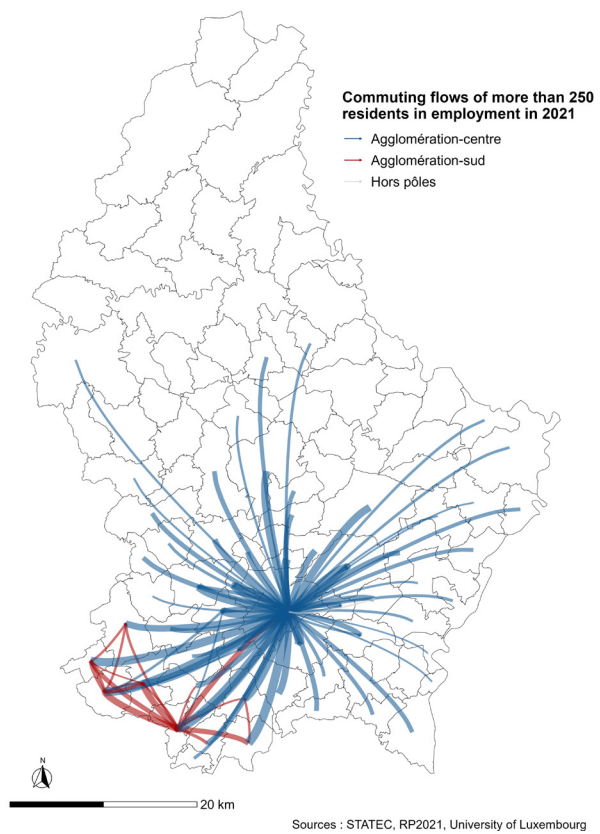 Commuting flows of more than 250
residents in employment in 2021
Agglomération-centre
Agglomération-sud
Hors pôles
N
20 km
Sources : STATEC, RP2021, University of Luxembourg